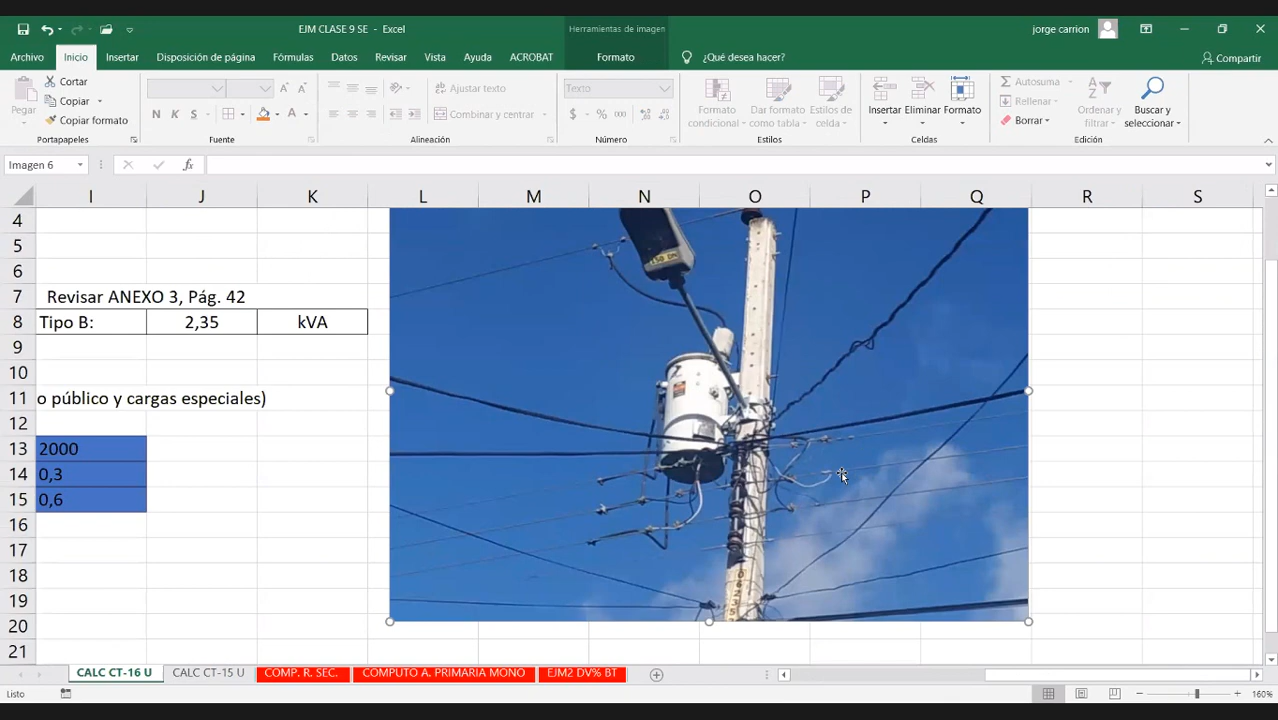 EJM CLASE 9 SE - Excel
Herramientas de imagen
jorge carrion
Archivo Inicio Insertar Disposición de página Fórmulas Datos Revisar Vista Ayuda ACROBAT Formato ¿Qué desea hacer? Compartir
Pegar
Cortar
Copiar
Copiar formato
Portapapeles
N K S
Fuente
Ajustar texto
Combinar y centrar
Alineación
Texto
$ % 000
Número
Formato condicional
Dar formato como tabla
Estilos de celda
Estilos
Insertar Eliminar Formato
Celdas
Autosuma
Rellenar
Borrar
Ordenar y filtrar
Buscar y seleccionar
Edición
Imagen 6
fx
I J K L M N O P Q R S
4
5
6
7 Revisar ANEXO 3, Pág. 42
8 Tipo B: 2,35 kVA
9
10
11 o público y cargas especiales)
12
13 2000
14 0,3
15 0,6
16
17
18
19
20
21
CALC CT-16 U CALC CT-15 U COMP. R. SEC. COMPUTO A. PRIMARIA MONO EJM2 DV% BT
Listo
160%